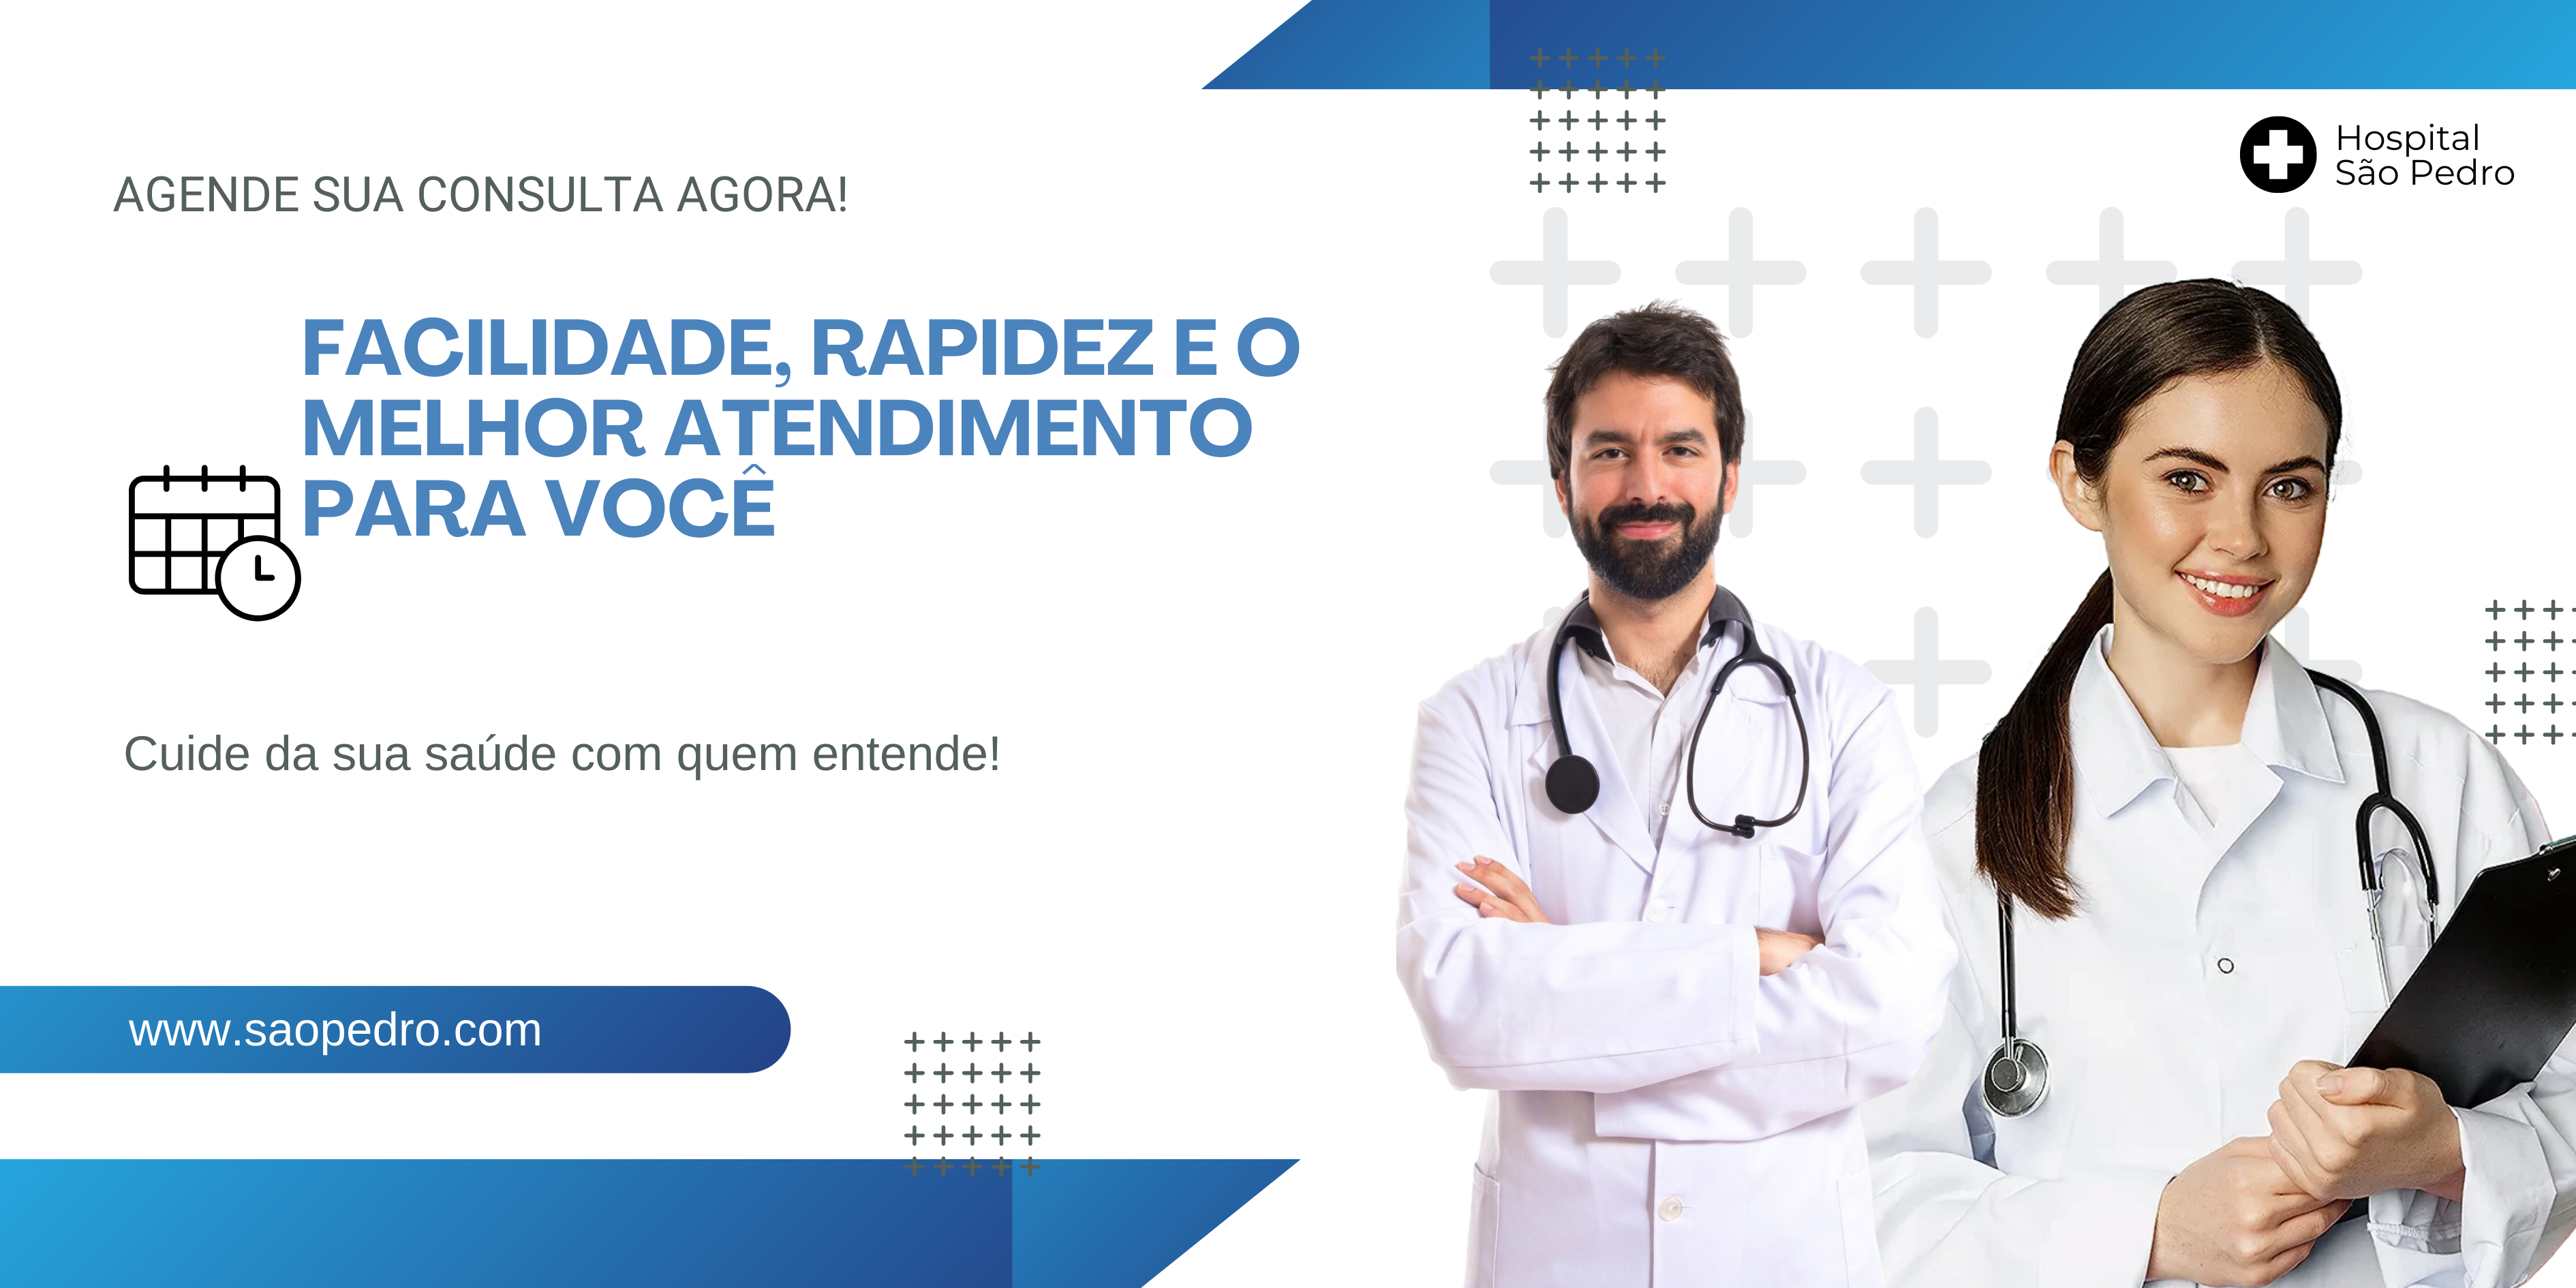 Hospital
São Pedro
AGENDE SUA CONSULTA AGORA!
FACILIDADE, RAPIDEZ E O
MELHOR ATENDIMENTO
PARA VOCÊ
Cuide da sua saúde com quem entende!
www.saopedro.com